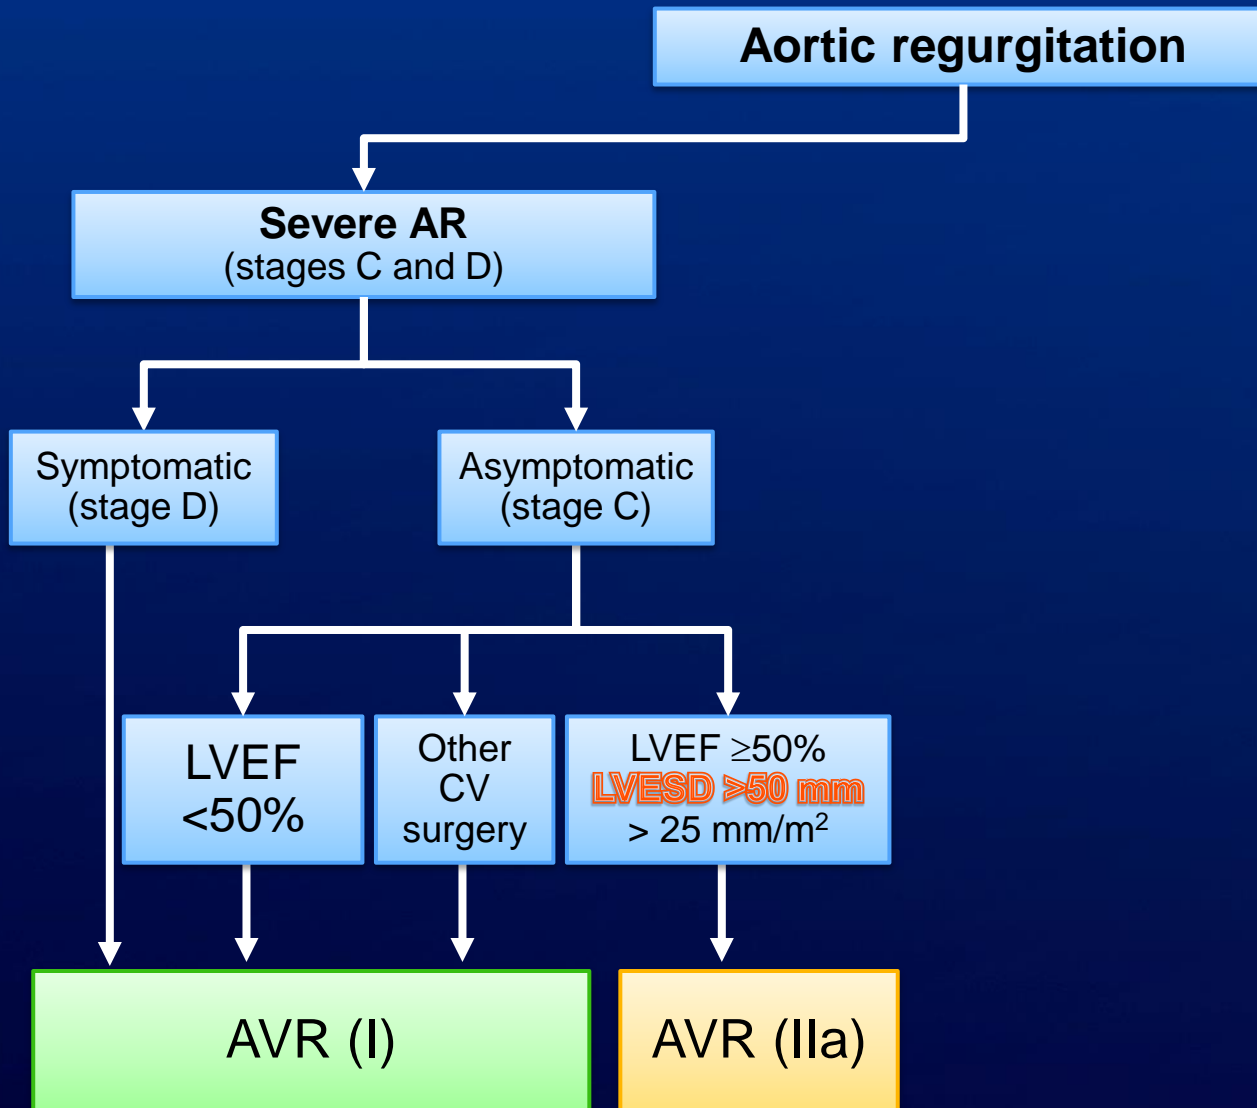 Aortic regurgitation
Severe AR
(stages C and D)
Symptomatic
(stage D)
Asymptomatic
(stage C)
LVEF
<50%
Other
CV
surgery
LVEF ≥50%
LVESD >50 mm
> 25 mm/m²
AVR (I)
AVR (IIa)